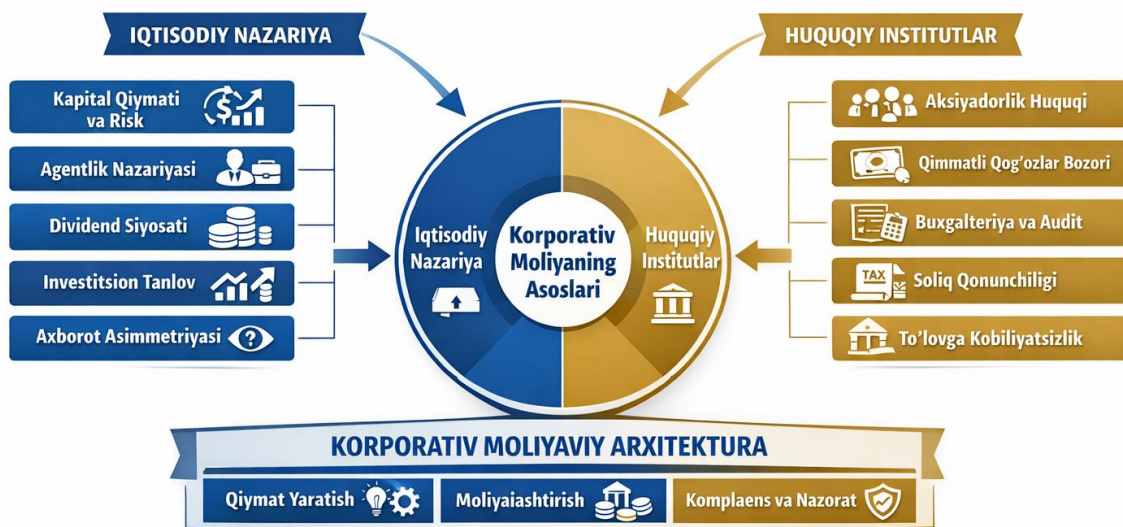 IQTISODIY NAZARIYA
HUQUQIY INSTITUTLAR
Kapital Qiymati
va Risk
Agentlik Nazariyasi
Dividend Siyosati
Investitsion Tanlov
Axborot Asimmetriyasi
Iqtisodiy
Nazariya
Korporativ
Moliyaning
Asoslari
Huquqiy
Institutlar
Aksiyadorlik Huquqi
Qimmatli Qog'ozlar Bozori
Buxgalteriya va Audit
TAX
Soliq Qonunchiligi
To'lovga Kobiliyatsizlik
KORPORATIV MOLIYAVIY ARXITEKTURA
Qiymat Yaratish
Moliyaiashtirish
Komplaens va Nazorat